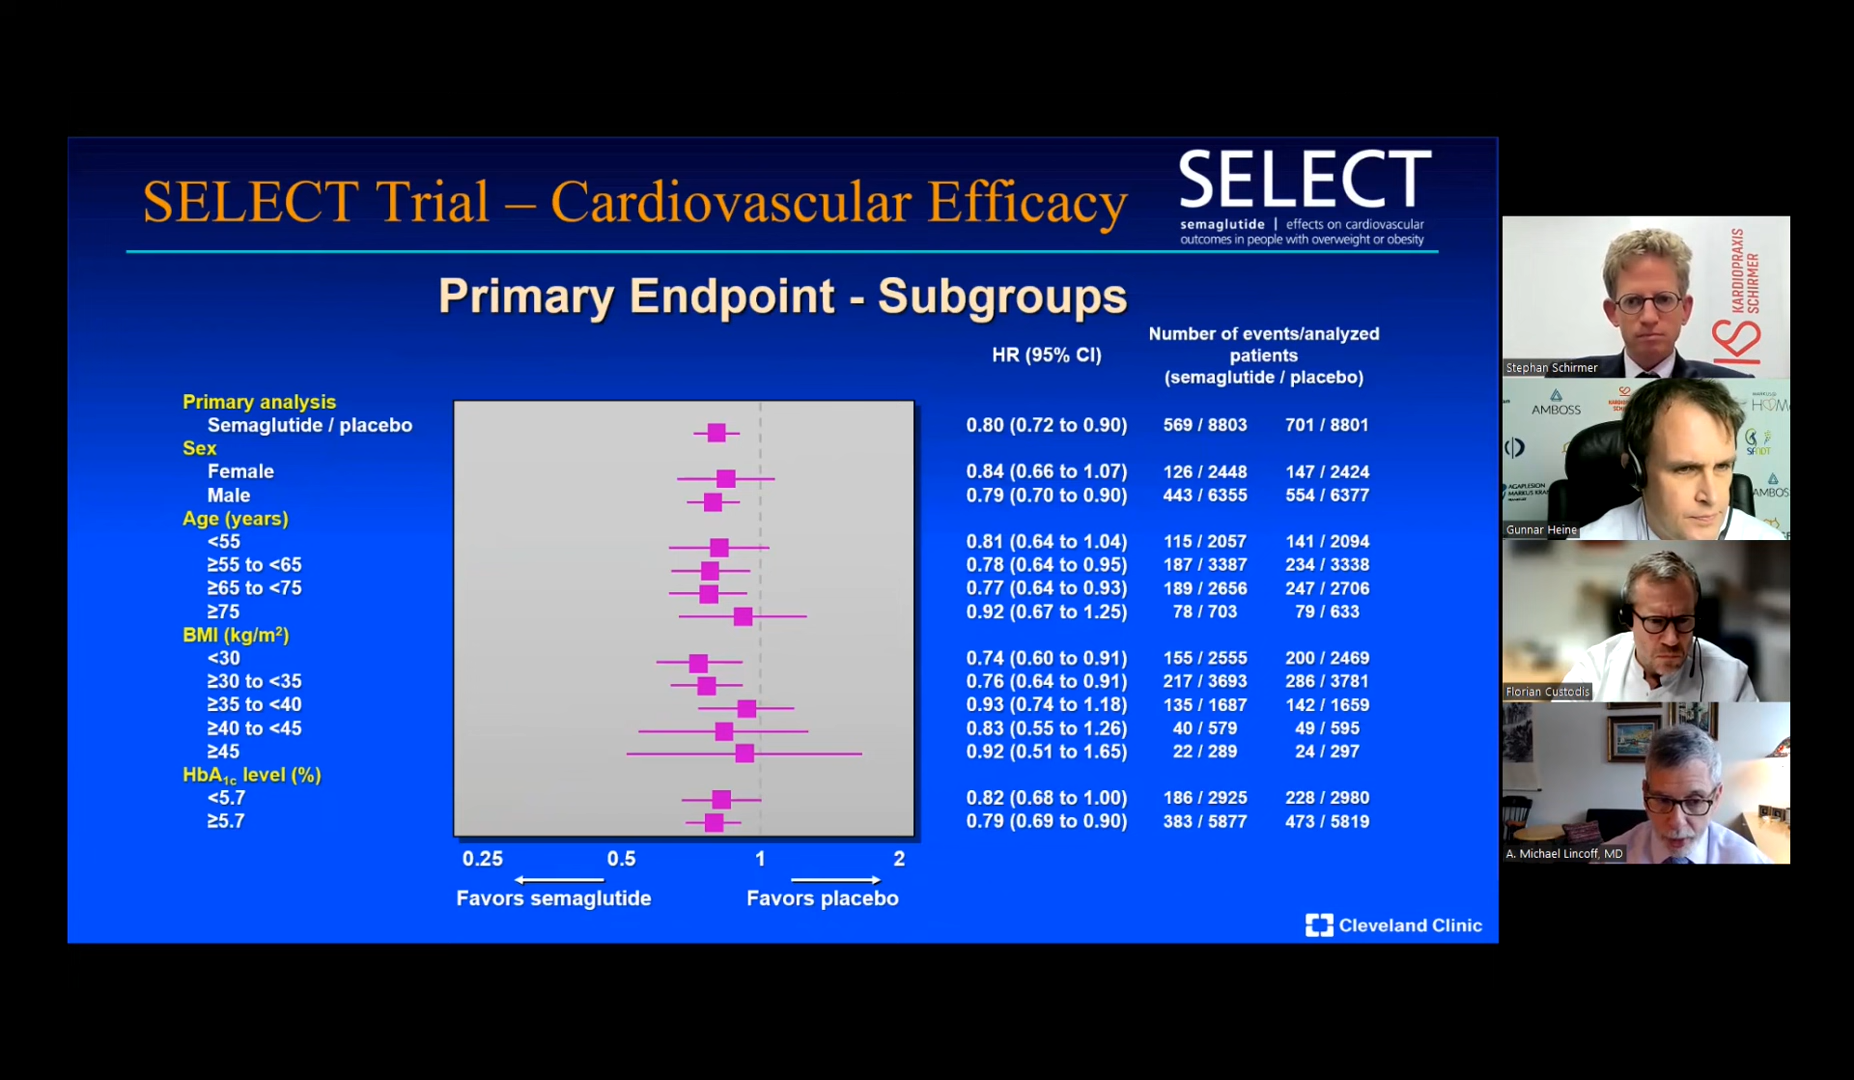 SELECT Trial – Cardiovascular Efficacy
SELECT
semaglutide | effects on cardiovascular
outcomes in people with overweight or obesity
Primary Endpoint - Subgroups
HR (95% CI)
Number of events/analyzed
patients
(semaglutide / placebo)
Primary analysis
Semaglutide / placebo 0.80 (0.72 to 0.90) 569 / 8803 701 / 8801
Sex
Female 0.84 (0.66 to 1.07) 126 / 2448 147 / 2424
Male 0.79 (0.70 to 0.90) 443 / 6355 554 / 6377
Age (years)
<55 0.81 (0.64 to 1.04) 115 / 2057 141 / 2094
≥55 to <65 0.78 (0.64 to 0.95) 187 / 3387 234 / 3338
≥65 to <75 0.77 (0.64 to 0.93) 189 / 2656 247 / 2706
≥75 0.92 (0.67 to 1.25) 78 / 703 79 / 633
BMI (kg/m²)
<30 0.74 (0.60 to 0.91) 155 / 2555 200 / 2469
≥30 to <35 0.76 (0.64 to 0.91) 217 / 3693 286 / 3781
≥35 to <40 0.93 (0.74 to 1.18) 135 / 1687 142 / 1659
≥40 to <45 0.83 (0.55 to 1.26) 40 / 579 49 / 595
≥45 0.92 (0.51 to 1.65) 22 / 289 24 / 297
HbA₁c level (%)
<5.7 0.82 (0.68 to 1.00) 186 / 2925 228 / 2980
≥5.7 0.79 (0.69 to 0.90) 383 / 5877 473 / 5819
0.25 0.5 1 2
Favors semaglutide Favors placebo
Cleveland Clinic
KARDIOPRAXIS
SCHIRMER
KS
Stephan Schirmer
AMBOSS
AGAPLESION
AMBOS
Gunnar Heine
Florian Custodis
A. Michael Lincoff, MD